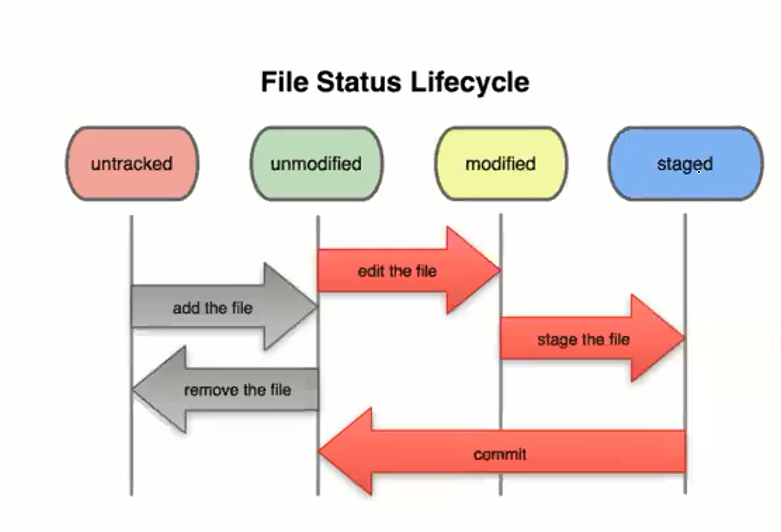 File Status Lifecycle
untracked
unmodified
modified
staged
edit the file
add the file
stage the file
remove the file
commit